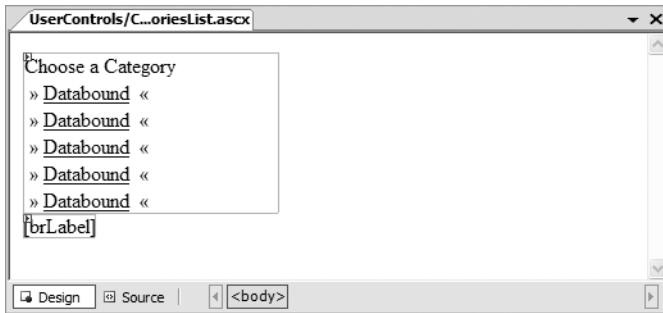 UserControls/C...oriesList.ascx
Choose a Category
» Databound «
» Databound «
» Databound «
» Databound «
» Databound «
[brLabel]
Design Source <body>